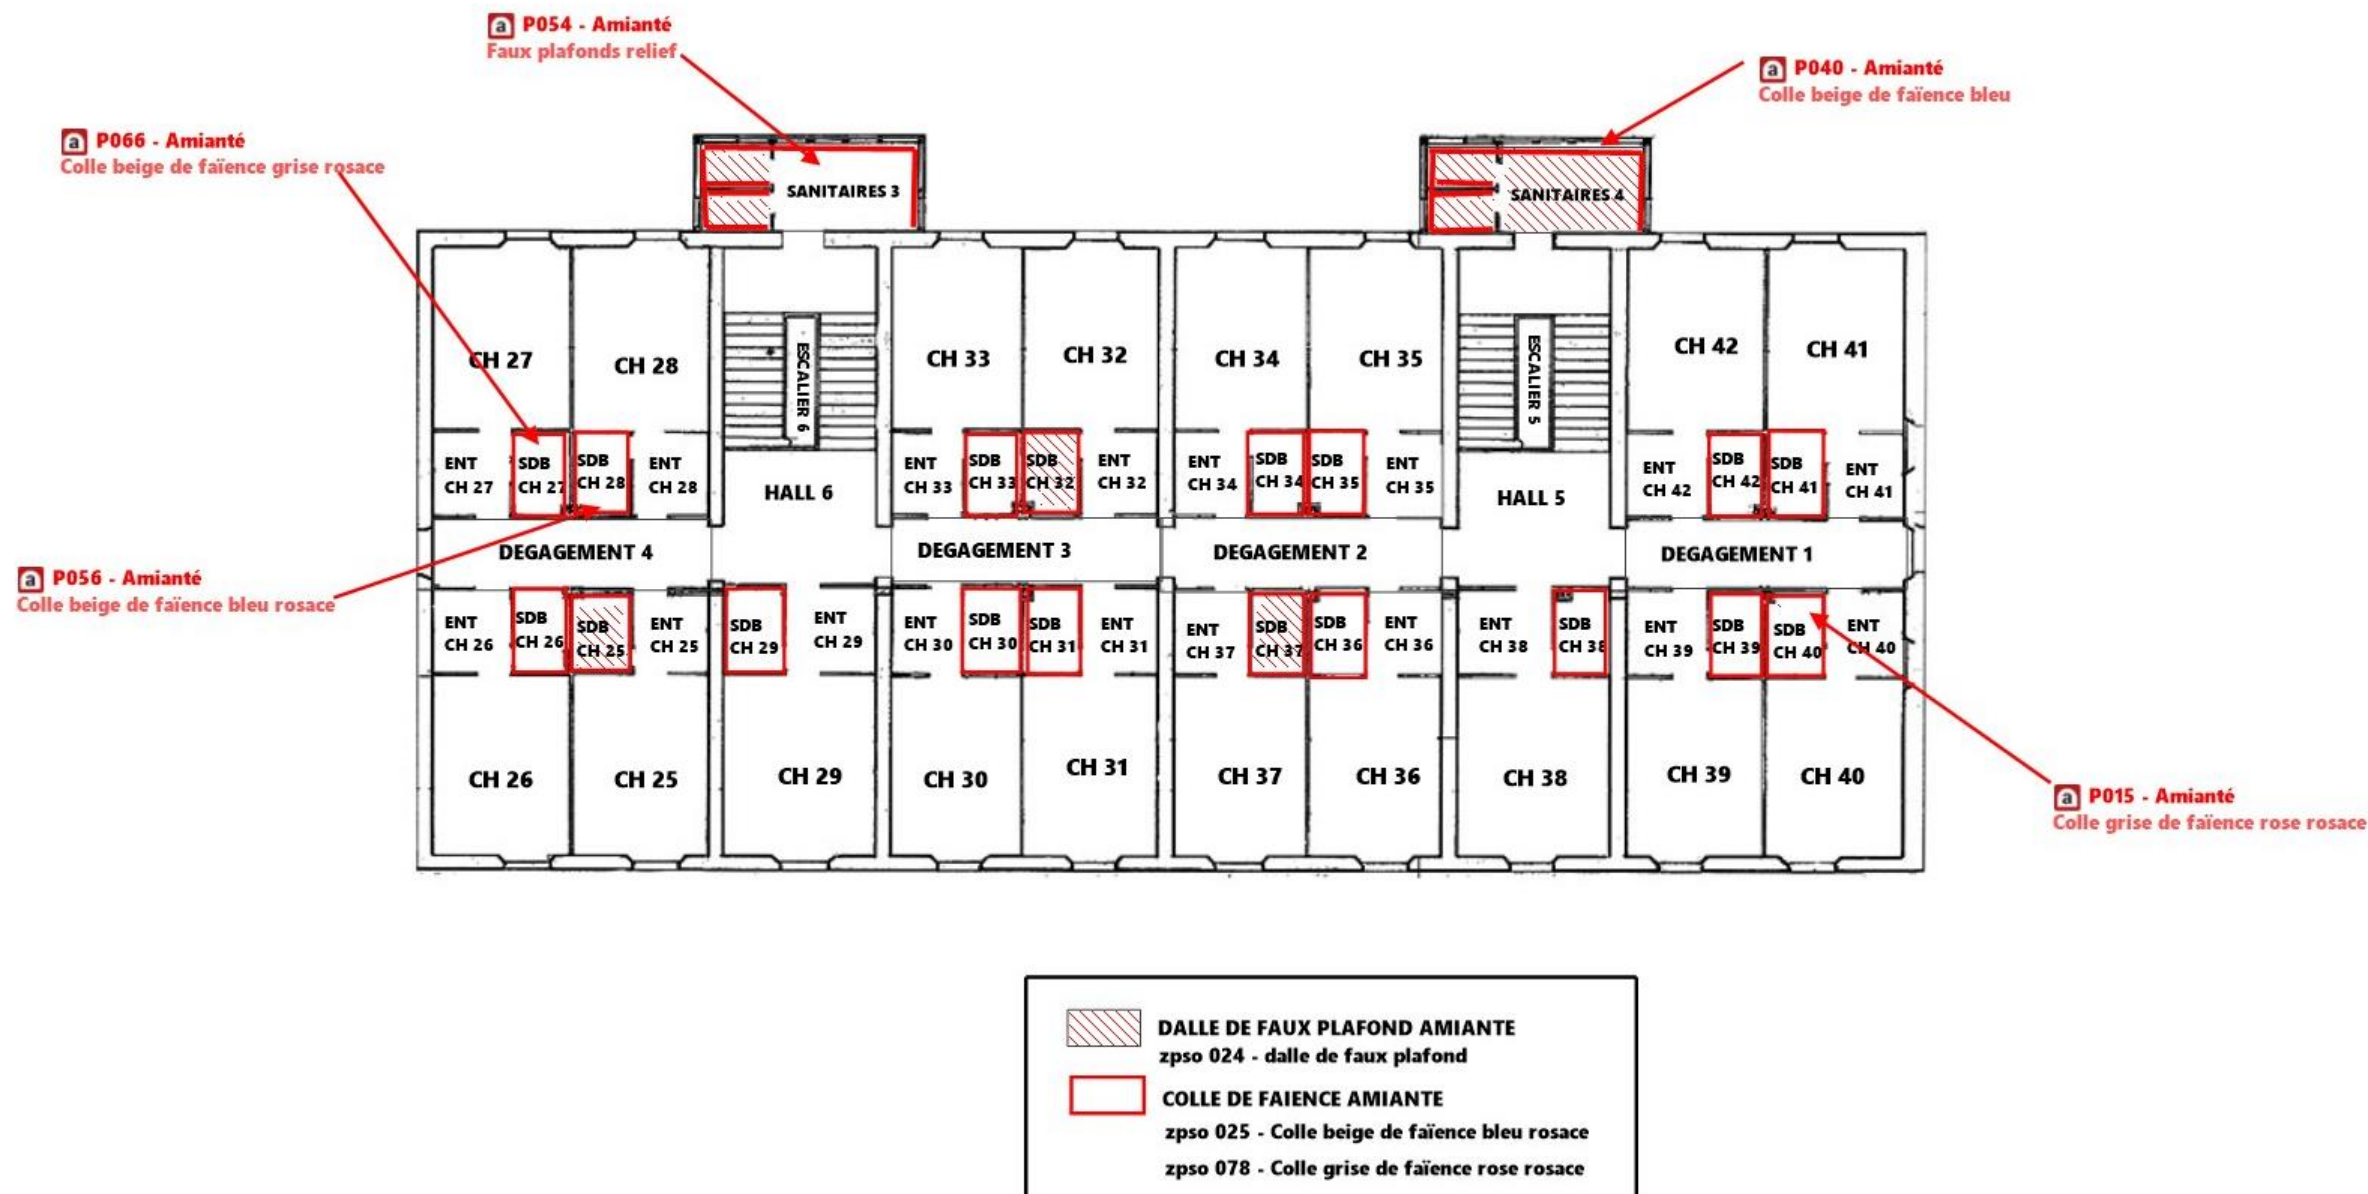 a P054 - Amianté
Faux plafonds relief
a P040 - Amianté
Colle beige de faïence bleu
a P066 - Amianté
Colle beige de faïence grise rosace
SANITAIRES 3
SANITAIRES 4
CH 27
CH 28
ESCALIER 6
CH 33
CH 32
CH 34
CH 35
ESCALIER 5
CH 42
CH 41
ENT
CH 27
SDB
CH 27
SDB
CH 28
ENT
CH 28
HALL 6
ENT
CH 33
SDB
CH 33
SDB
CH 32
ENT
CH 32
ENT
CH 34
SDB
CH 34
SDB
CH 35
ENT
CH 35
HALL 5
ENT
CH 42
SDB
CH 42
SDB
CH 41
ENT
CH 41
DEGAGEMENT 4
DEGAGEMENT 3
DEGAGEMENT 2
DEGAGEMENT 1
a P056 - Amianté
Colle beige de faïence bleu rosace
ENT
CH 26
SDB
CH 26
SDB
CH 25
ENT
CH 25
SDB
CH 29
ENT
CH 29
ENT
CH 30
SDB
CH 30
SDB
CH 31
ENT
CH 31
ENT
CH 37
SDB
CH 37
SDB
CH 36
ENT
CH 36
ENT
CH 38
SDB
CH 38
ENT
CH 39
SDB
CH 39
SDB
CH 40
ENT
CH 40
CH 26
CH 25
CH 29
CH 30
CH 31
CH 37
CH 36
CH 38
CH 39
CH 40
a P015 - Amianté
Colle grise de faïence rose rosace
DALLE DE FAUX PLAFOND AMIANTE
zpso 024 - dalle de faux plafond
COLLE DE FAIENCE AMIANTE
zpso 025 - Colle beige de faïence bleu rosace
zpso 078 - Colle grise de faïence rose rosace